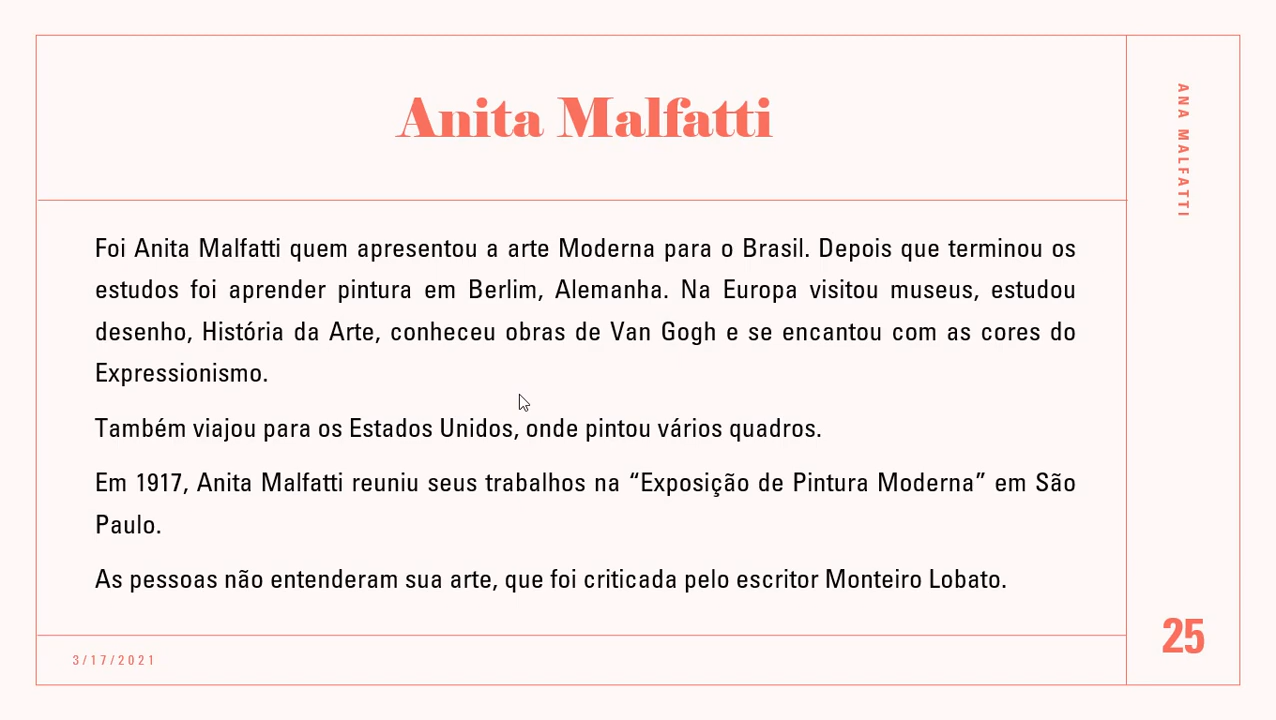 Anita Malfatti
ANA MALFATTI
Foi Anita Malfatti quem apresentou a arte Moderna para o Brasil. Depois que terminou os
estudos foi aprender pintura em Berlim, Alemanha. Na Europa visitou museus, estudou
desenho, História da Arte, conheceu obras de Van Gogh e se encantou com as cores do
Expressionismo.
Também viajou para os Estados Unidos, onde pintou vários quadros.
Em 1917, Anita Malfatti reuniu seus trabalhos na “Exposição de Pintura Moderna” em São
Paulo.
As pessoas não entenderam sua arte, que foi criticada pelo escritor Monteiro Lobato.
3/17/2021
25